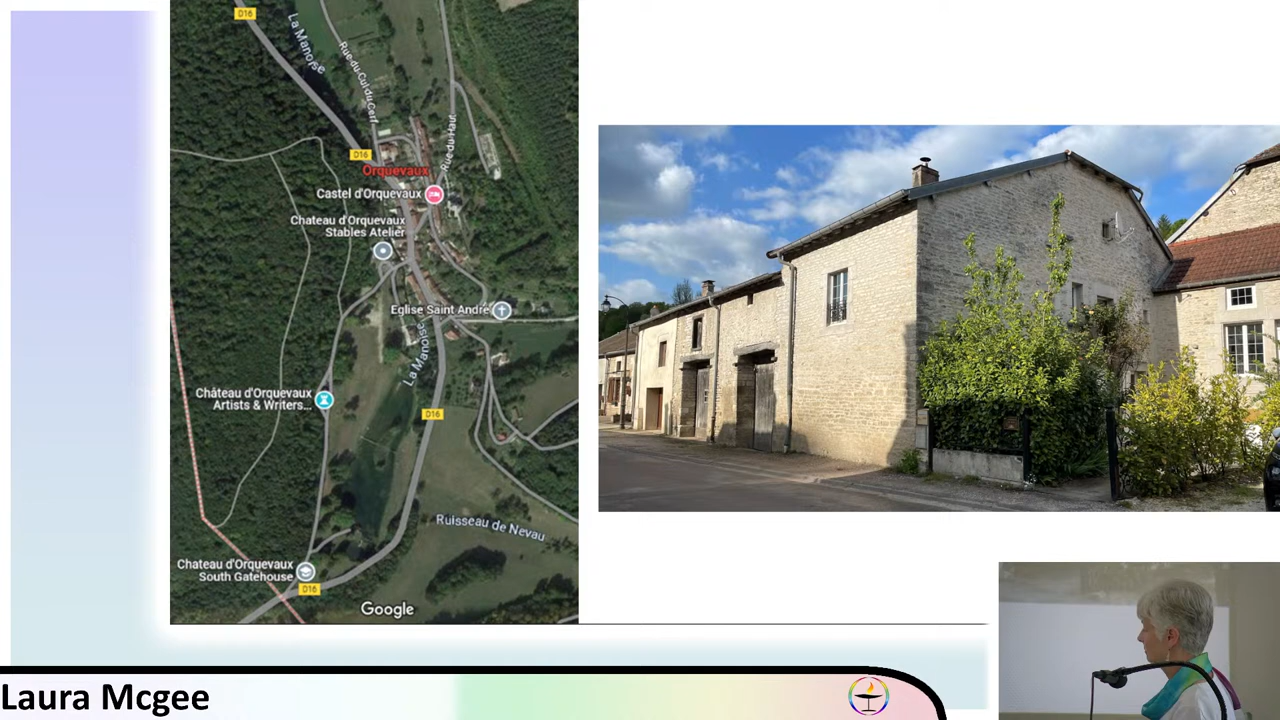 D16
La Manoise
Rue du Cul du Cerf
Rue du Haut
D16
Orquevaux
Castel d'Orquevaux
Chateau d'Orquevaux
Stables Atelier
Eglise Saint André
La Manoise
Château d'Orquevaux
Artists & Writers...
D16
Ruisseau de Nevau
Chateau d'Orquevaux
South Gatehouse
D16
Google
Laura Mcgee